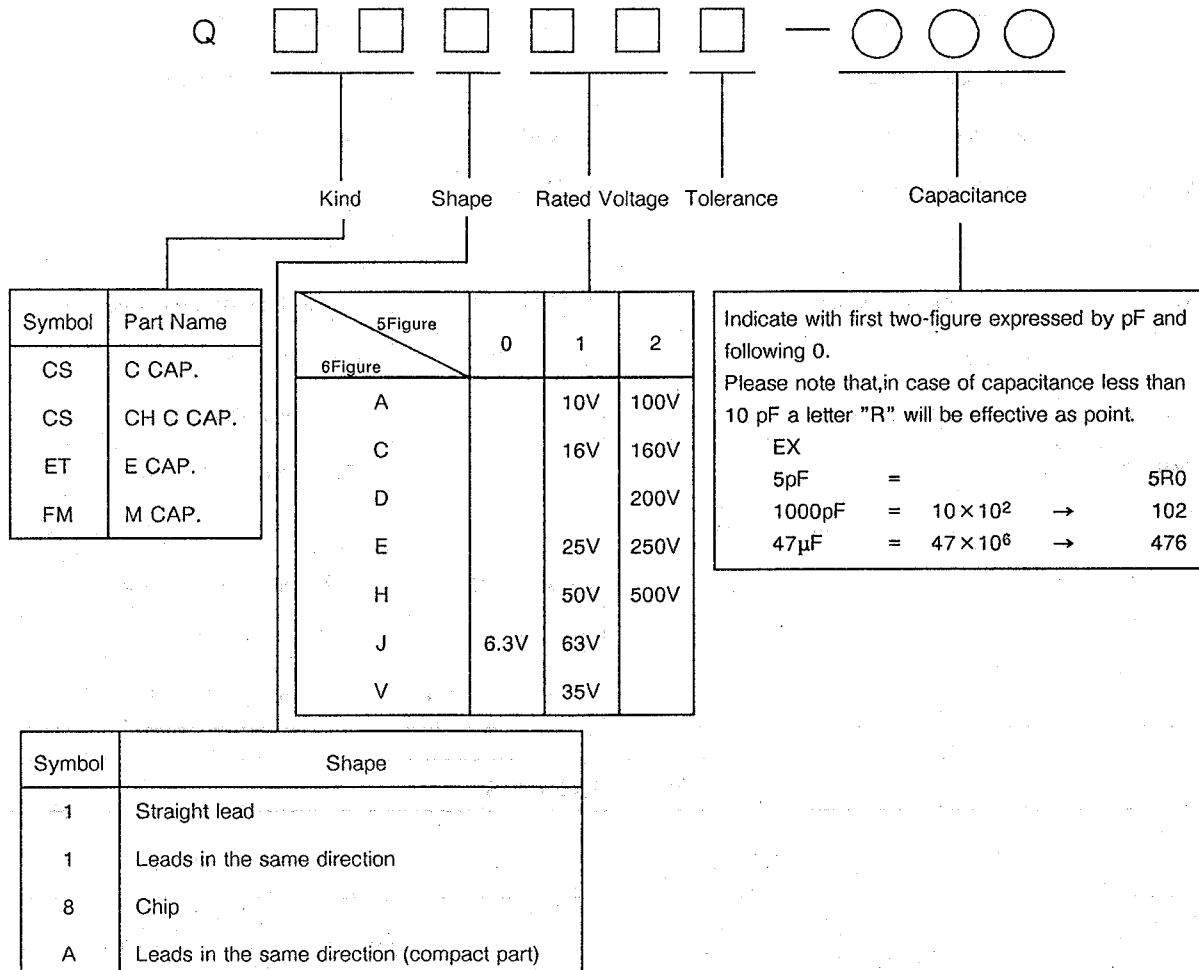 Q □ □ □ □ □ □ — ○ ○ ○
Kind Shape Rated Voltage Tolerance Capacitance
Symbol Part Name
CS C CAP.
CS CH C CAP.
ET E CAP.
FM M CAP.
5Figure
6Figure
0 1 2
A 10V 100V
C 16V 160V
D 200V
E 25V 250V
H 50V 500V
J 6.3V 63V
V 35V
Indicate with first two-figure expressed by pF and
following 0.
Please note that,in case of capacitance less than
10 pF a letter "R" will be effective as point.
EX
5pF = 5R0
1000pF = 10×10² → 102
47µF = 47×10⁶ → 476
Symbol Shape
1 Straight lead
1 Leads in the same direction
8 Chip
A Leads in the same direction (compact part)